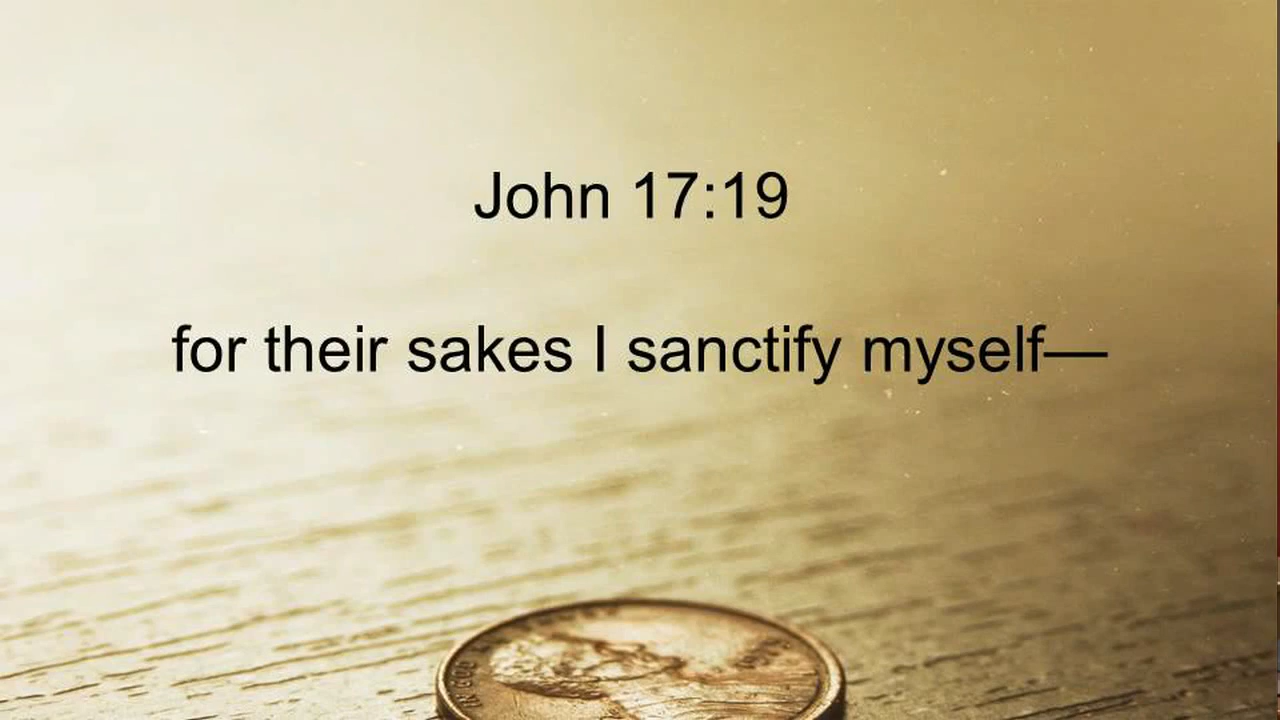 John 17:19
for their sakes I sanctify myself—